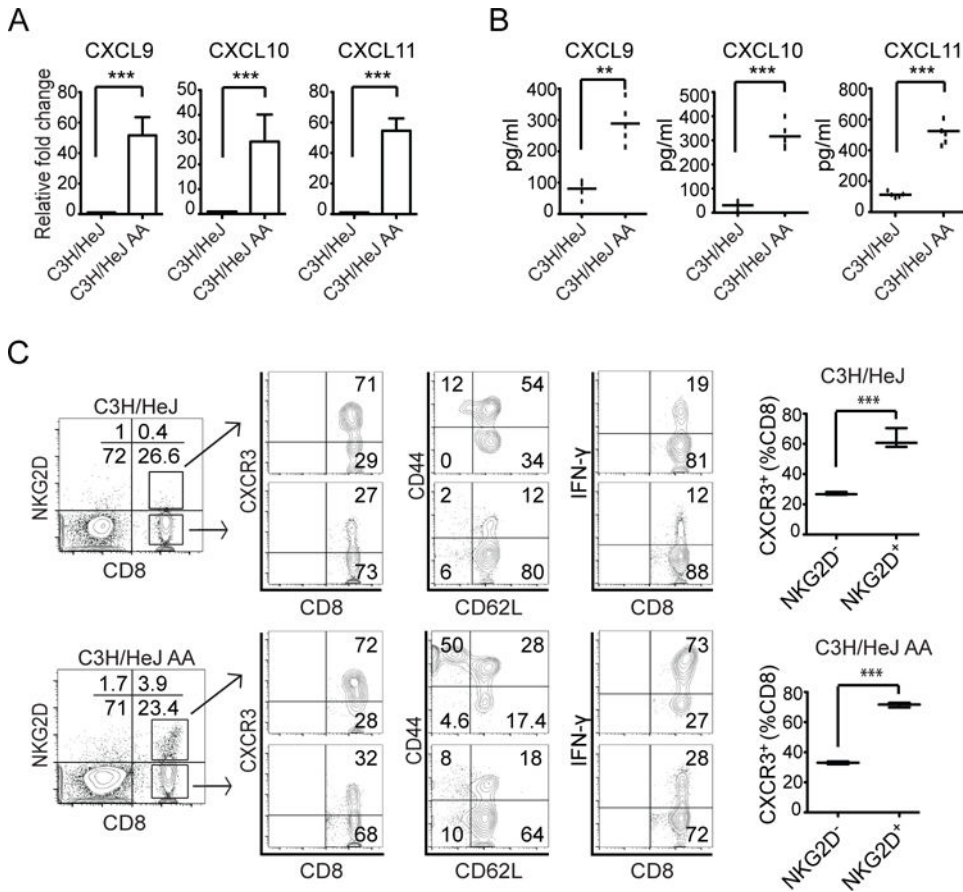 A
CXCL9
CXCL10
CXCL11
***
***
***
Relative fold change
80
60
40
20
0
50
40
30
20
10
0
80
60
40
20
0
C3H/HeJ
C3H/HeJ AA
C3H/HeJ
C3H/HeJ AA
C3H/HeJ
C3H/HeJ AA
B
CXCL9
CXCL10
CXCL11
**
***
***
pg/ml
400
300
200
100
0
pg/ml
500
400
300
200
100
0
pg/ml
800
600
400
200
0
C3H/HeJ
C3H/HeJ AA
C3H/HeJ
C3H/HeJ AA
C3H/HeJ
C3H/HeJ AA
C
C3H/HeJ
1 0.4
72 26.6
NKG2D
CD8
CXCR3
71
29
27
73
CD8
CD44
12 54
0 34
2 12
6 80
CD62L
IFN-γ
19
81
12
88
CD8
C3H/HeJ
***
CXCR3+ (%CD8)
80
60
40
20
0
NKG2D-
NKG2D+
C3H/HeJ AA
1.7 3.9
71 23.4
NKG2D
CD8
CXCR3
72
28
32
68
CD8
CD44
50 28
4.6 17.4
8 18
10 64
CD62L
IFN-γ
73
27
28
72
CD8
C3H/HeJ AA
***
CXCR3+ (%CD8)
80
60
40
20
0
NKG2D-
NKG2D+